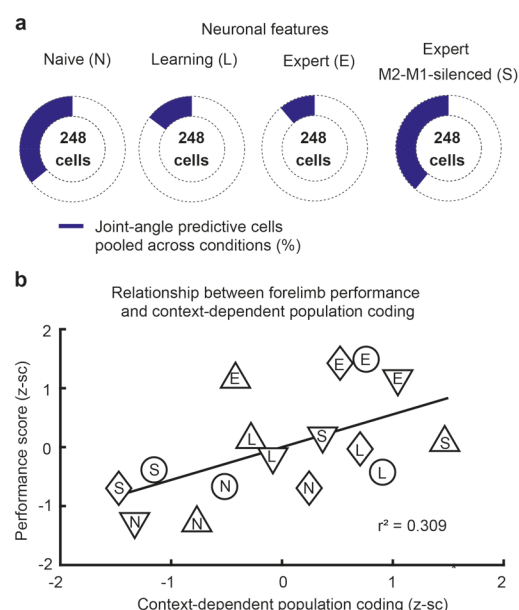 a
Neuronal features
Naive (N)
Learning (L)
Expert (E)
Expert
M2-M1-silenced (S)
248
cells
248
cells
248
cells
248
cells
Joint-angle predictive cells
pooled across conditions (%)
b
Relationship between forelimb performance
and context-dependent population coding
Performance score (z-sc)
2
1
0
-1
-2
E
E
E
E
L
S
L
L
S
S
S
N
N
L
N
N
r² = 0.309
-2
-1
0
1
2
Context-dependent population coding (z-sc)